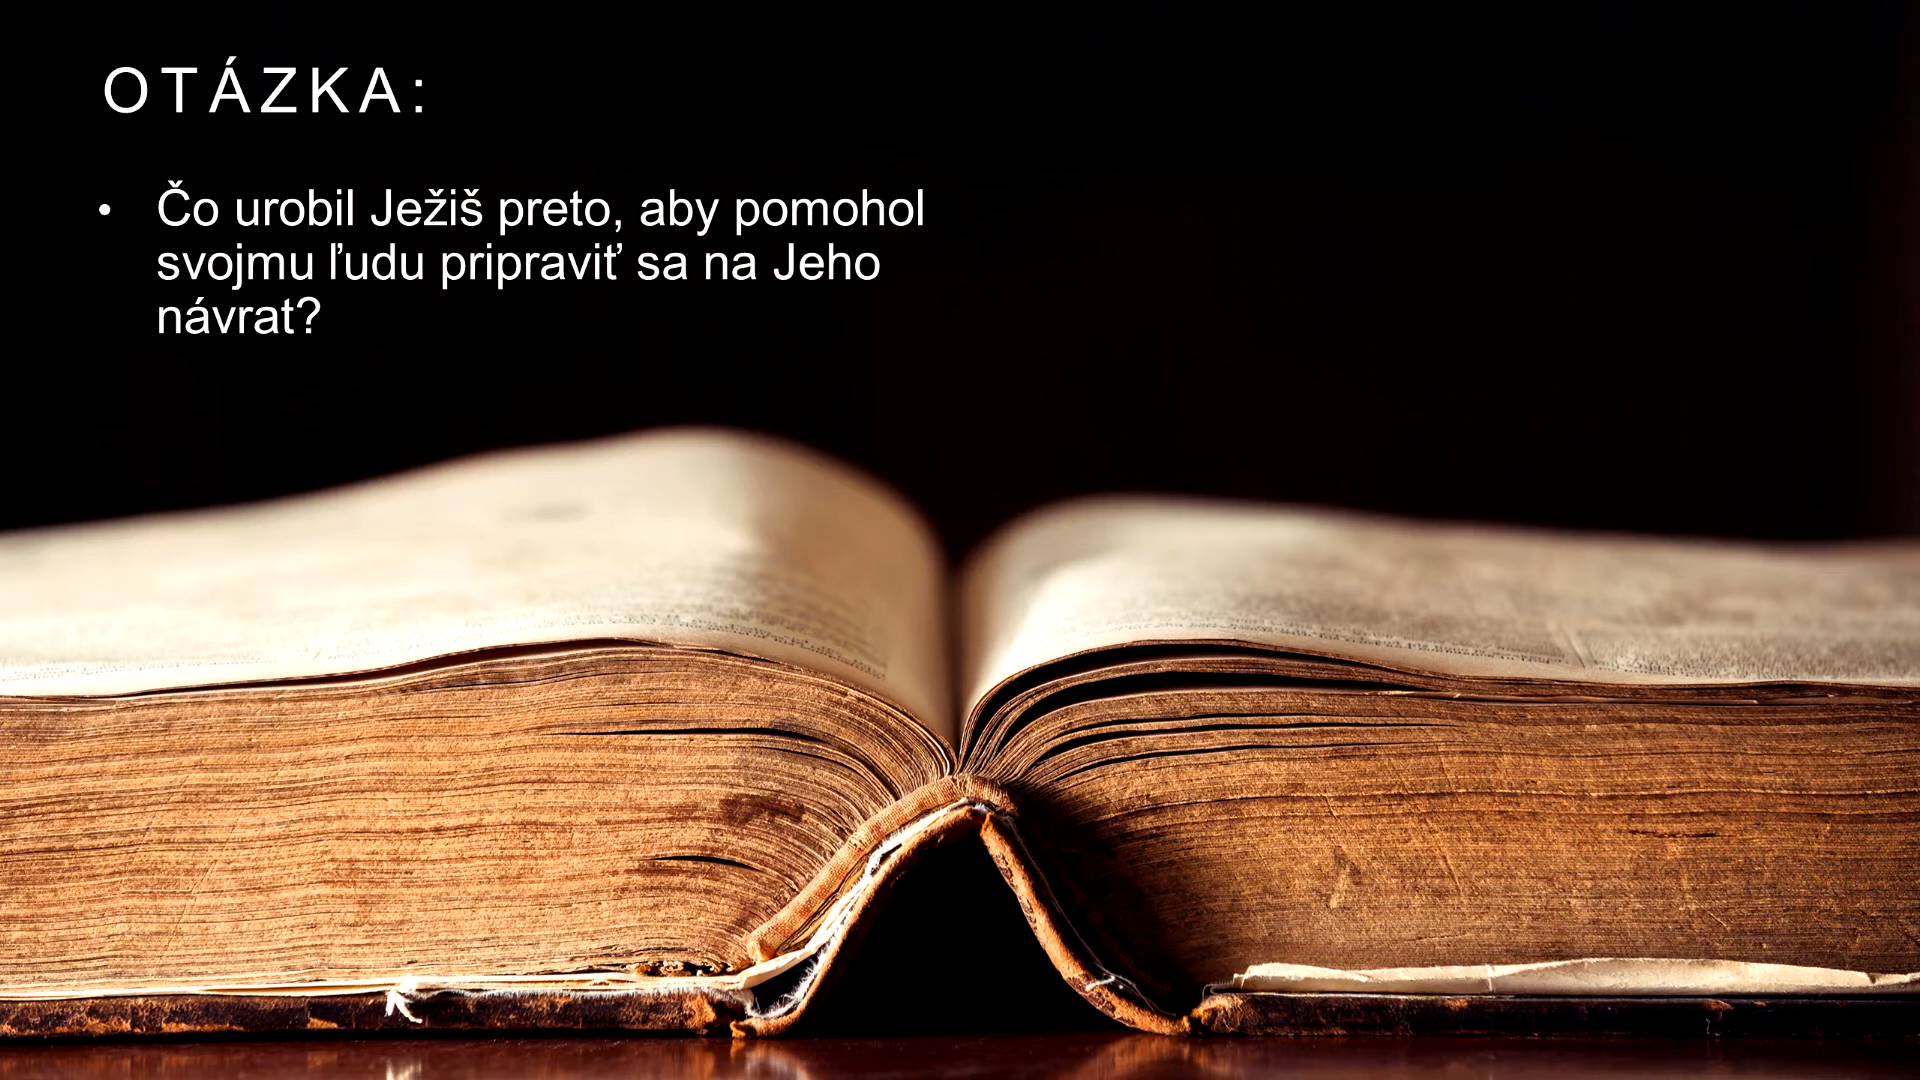 OTÁZKA:
• Čo urobil Ježiš preto, aby pomohol
svojmu ľudu pripraviť sa na Jeho
návrat?